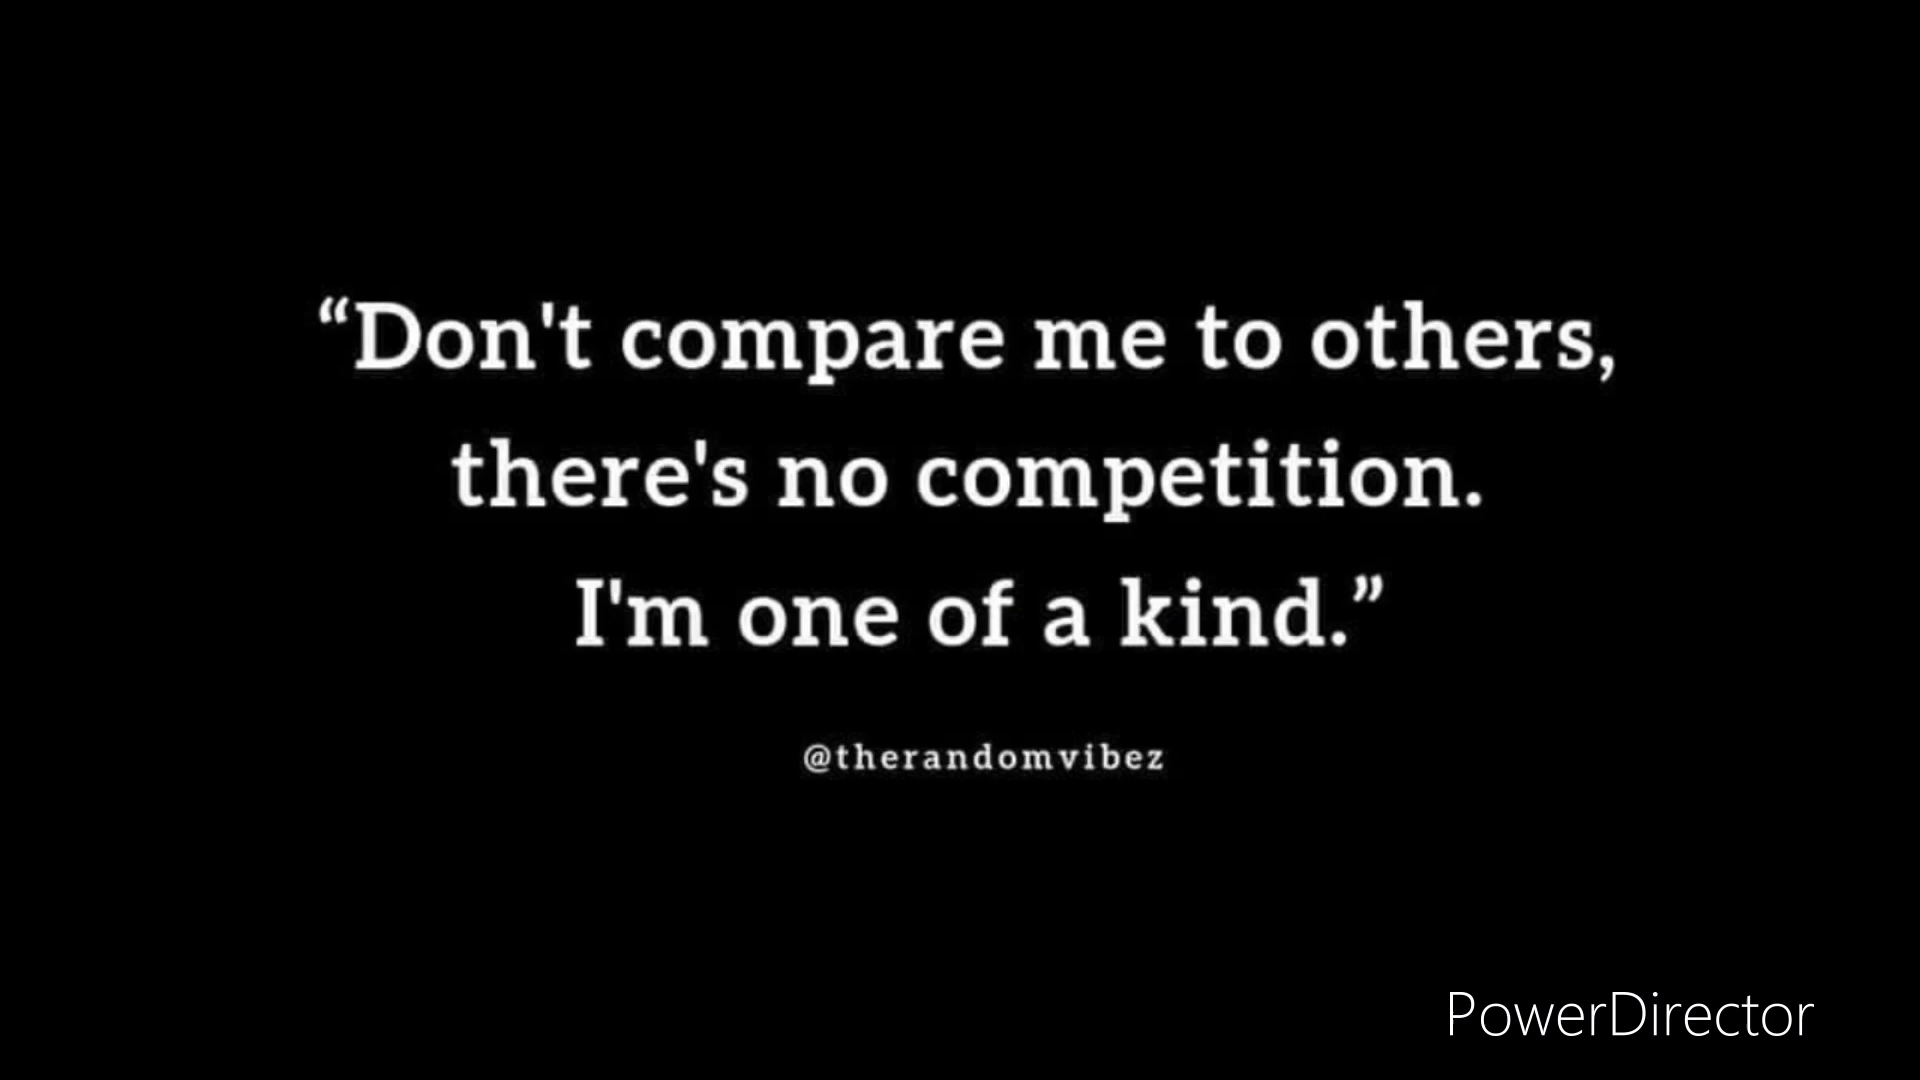 “Don't compare me to others,
there's no competition.
I'm one of a kind.”
@therandomvibez
PowerDirector